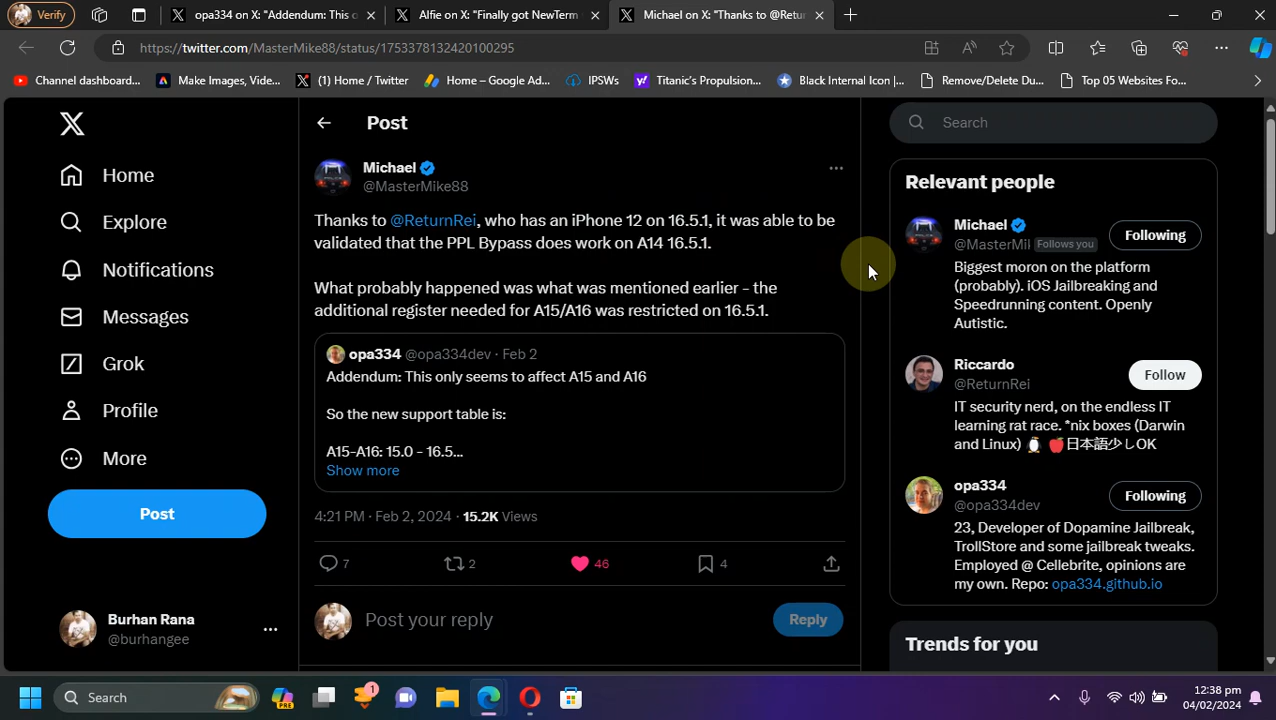 Verify
opa334 on X: "Addendum: This o
Alfie on X: "Finally got NewTerm
Michael on X: "Thanks to @Retur
https://twitter.com/MasterMike88/status/1753378132420100295
Channel dashboard...
Make Images, Vide...
(1) Home / Twitter
Home – Google Ad...
IPSWs
Titanic's Propulsion...
Black Internal Icon |...
Remove/Delete Du...
Top 05 Websites Fo...
Home
Explore
Notifications
Messages
Grok
Profile
More
Post
Burhan Rana
@burhangee
Post
Michael
@MasterMike88
Thanks to @ReturnRei, who has an iPhone 12 on 16.5.1, it was able to be
validated that the PPL Bypass does work on A14 16.5.1.
What probably happened was what was mentioned earlier - the
additional register needed for A15/A16 was restricted on 16.5.1.
opa334 @opa334dev · Feb 2
Addendum: This only seems to affect A15 and A16
So the new support table is:
A15-A16: 15.0 - 16.5...
Show more
4:21 PM · Feb 2, 2024 · 15.2K Views
7
2
46
4
Post your reply
Reply
Search
Relevant people
Michael
@MasterMil Follows you
Following
Biggest moron on the platform
(probably). iOS Jailbreaking and
Speedrunning content. Openly
Autistic.
Riccardo
@ReturnRei
Follow
IT security nerd, on the endless IT
learning rat race. *nix boxes (Darwin
and Linux) 🐧 🍎日本語少しOK
opa334
@opa334dev
Following
23, Developer of Dopamine Jailbreak,
TrollStore and some jailbreak tweaks.
Employed @ Cellebrite, opinions are
my own. Repo: opa334.github.io
Trends for you
Search
PRE
1
12:38 pm
04/02/2024